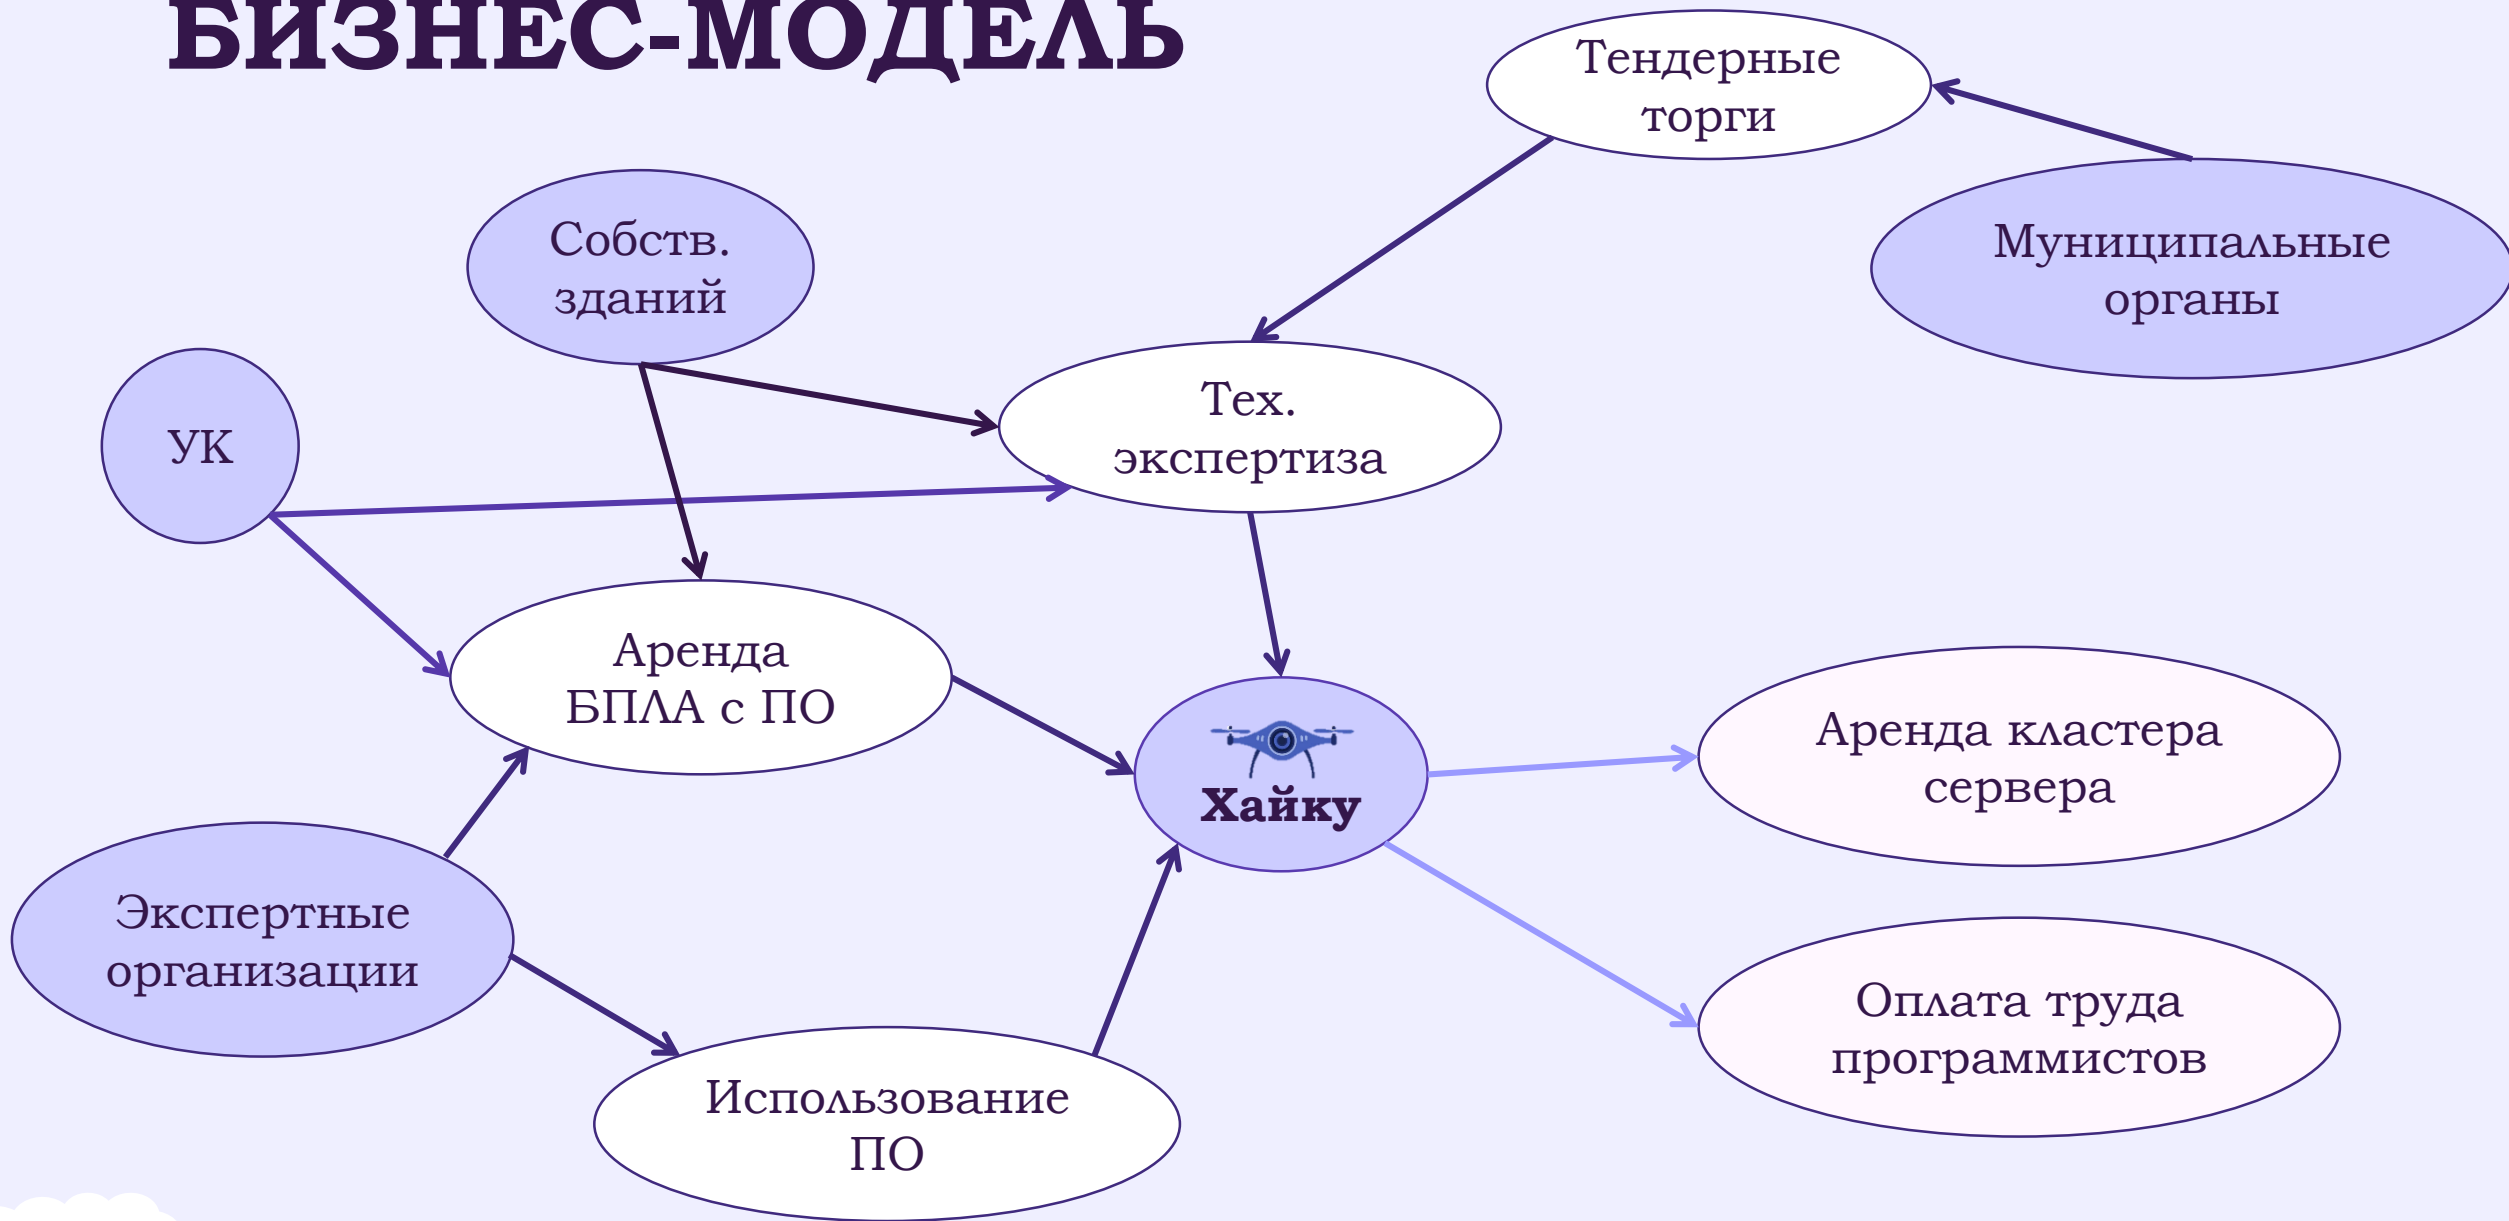 БИЗНЕС-МОДЕЛЬ
Тендерные
торги
Собств.
зданий
Муниципальные
органы
УК
Тех.
экспертиза
Аренда
БПЛА с ПО
Хайку
Аренда кластера
сервера
Экспертные
организации
Оплата труда
программистов
Использование
ПО